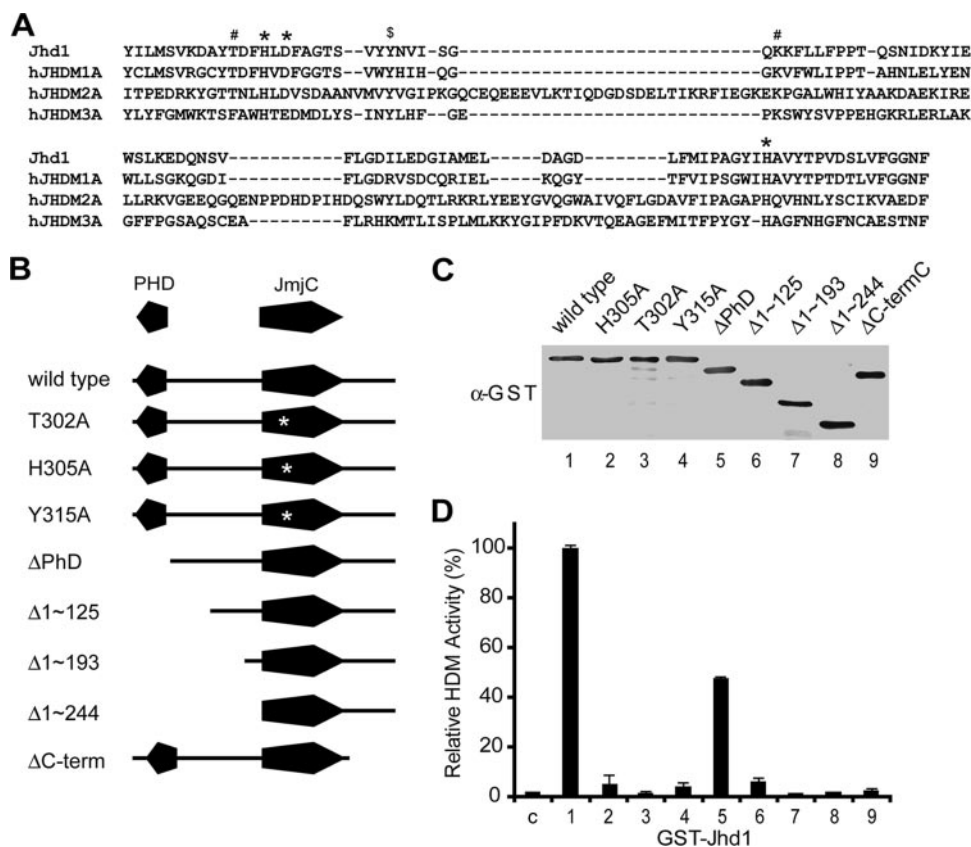 A
# * * $ #
Jhd1 YILMSVKDAYTDFHLDFAGTS--VYYNVI-SG-----------------------QKKFLLFPPT-QSNIDKYIE
hJHDM1A YCLMSVRGCYTDFHVDFGGTS--VWYHIH-QG-----------------------GKVFWLIPPT-AHNLELYEN
hJHDM2A ITPEDRKYGTTNLHLDVSDAANVMVYVGIPKGQCEQEEEVLKTIQDGDSDELTIKRFIEGKEKPGALWHIYAAKDAEKIRE
hJHDM3A YLYFGMWKTSFAWHTEDMDLYS-INYLHF-GE-----------------------PKSWYSVPPEHGKRLERLAK
*
Jhd1 WSLKEDQNSV----------FLGDILEDGIAMEL----DAGD-----LFMIPAGYIHAVYTPVDSLVFGGNF
hJHDM1A WLLSGKQGDI----------FLGDRVSDCQRIEL----KQGY-----TFVIPSGWIHAVYTPTDTLVFGGNF
hJHDM2A LLRKVGEEQGQENPPDHDPIHDQSWYLDQTLRKRLYEEYGVQGWAIVQFLGDAVFIPAGAPHQVHNLYSCIKVAEDF
hJHDM3A GFFPGSAQSCEA---------FLRHKMTLISPLMLKKYGIPFDKVTQEAGEFMITFPYGY-HAGFNHGFNCAESTNF
B
PHD JmjC
wild type
T302A
*
H305A
*
Y315A
*
ΔPhD
Δ1~125
Δ1~193
Δ1~244
ΔC-term
C
wild type H305A T302A Y315A ΔPhD Δ1~125 Δ1~193 Δ1~244 ΔC-termC
α-GST
1 2 3 4 5 6 7 8 9
D
Relative HDM Activity (%)
100
80
60
40
20
0
c 1 2 3 4 5 6 7 8 9
GST-Jhd1